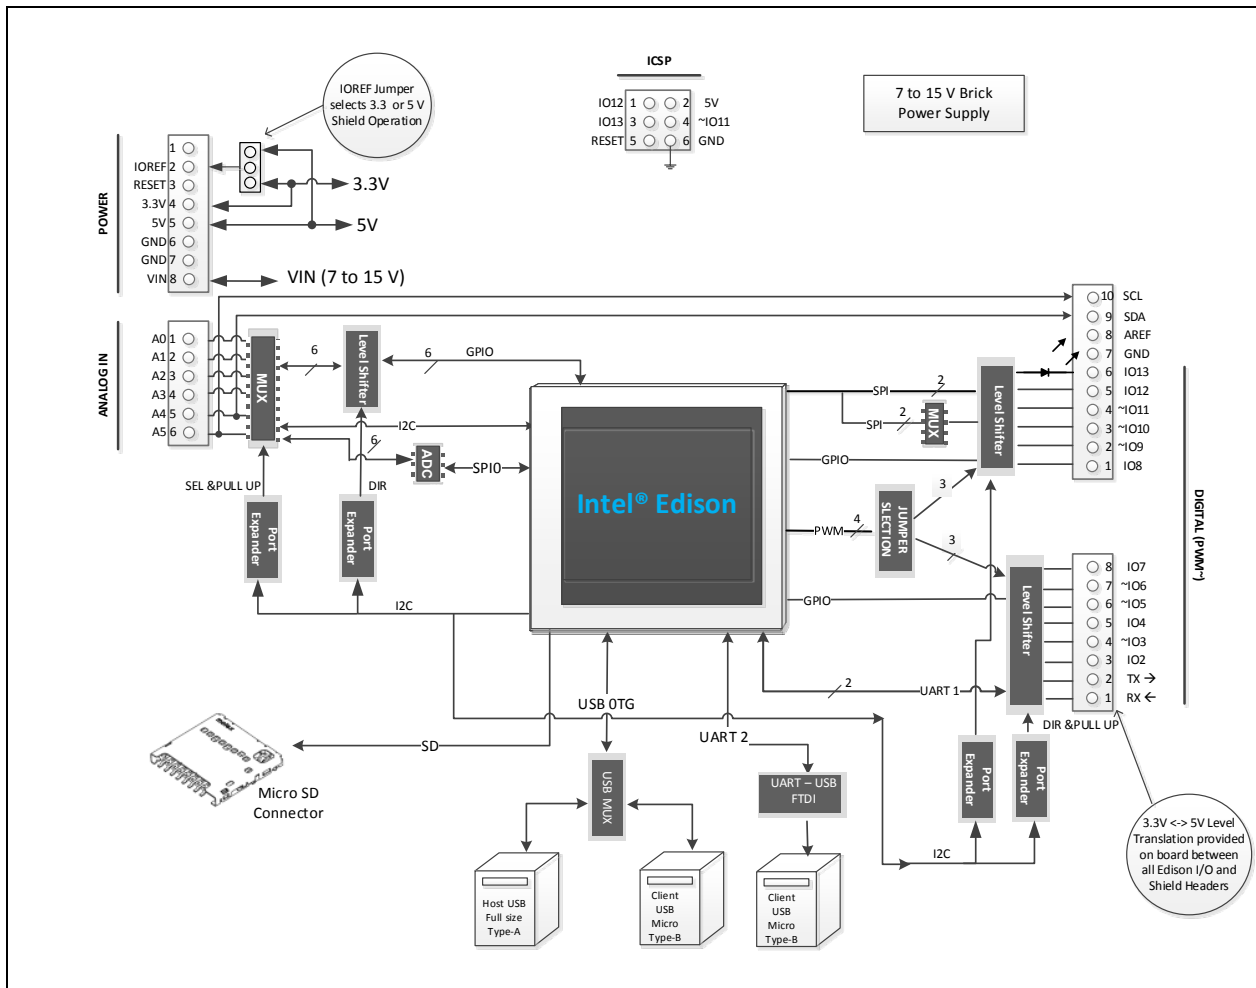 ICSP
IO12 1 2 5V
IO13 3 4 ~IO11
RESET 5 6 GND
7 to 15 V Brick
Power Supply
IOREF Jumper
selects 3.3 or 5 V
Shield Operation
POWER
1
IOREF 2
RESET 3
3.3V 4
5V 5
GND 6
GND 7
VIN 8
3.3V
5V
VIN (7 to 15 V)
ANALOG IN
A0 1
A1 2
A2 3
A3 4
A4 5
A5 6
MUX
6
Level Shifter
6
GPIO
I2C
6
ADC
SPI0
SEL &PULL UP
DIR
Port
Expander
Port
Expander
I2C
Intel® Edison
SPI
2
SPI
2
MUX
Level Shifter
GPIO
PWM
4
JUMPER
SLECTION
3
3
GPIO
Level Shifter
UART 1
2
10 SCL
9 SDA
8 AREF
7 GND
6 IO13
5 IO12
4 ~IO11
3 ~IO10
2 ~IO9
1 IO8
DIGITAL (PWM~)
8 IO7
7 ~IO6
6 ~IO5
5 IO4
4 ~IO3
3 IO2
2 TX →
1 RX ←
DIR &PULL UP
Port
Expander
Port
Expander
I2C
3.3V <-> 5V Level
Translation provided
on board between
all Edison I/O and
Shield Headers
USB OTG
UART 2
SD
Micro SD
Connector
USB MUX
UART – USB
FTDI
Host USB
Full size
Type-A
Client
USB
Micro
Type-B
Client
USB
Micro
Type-B